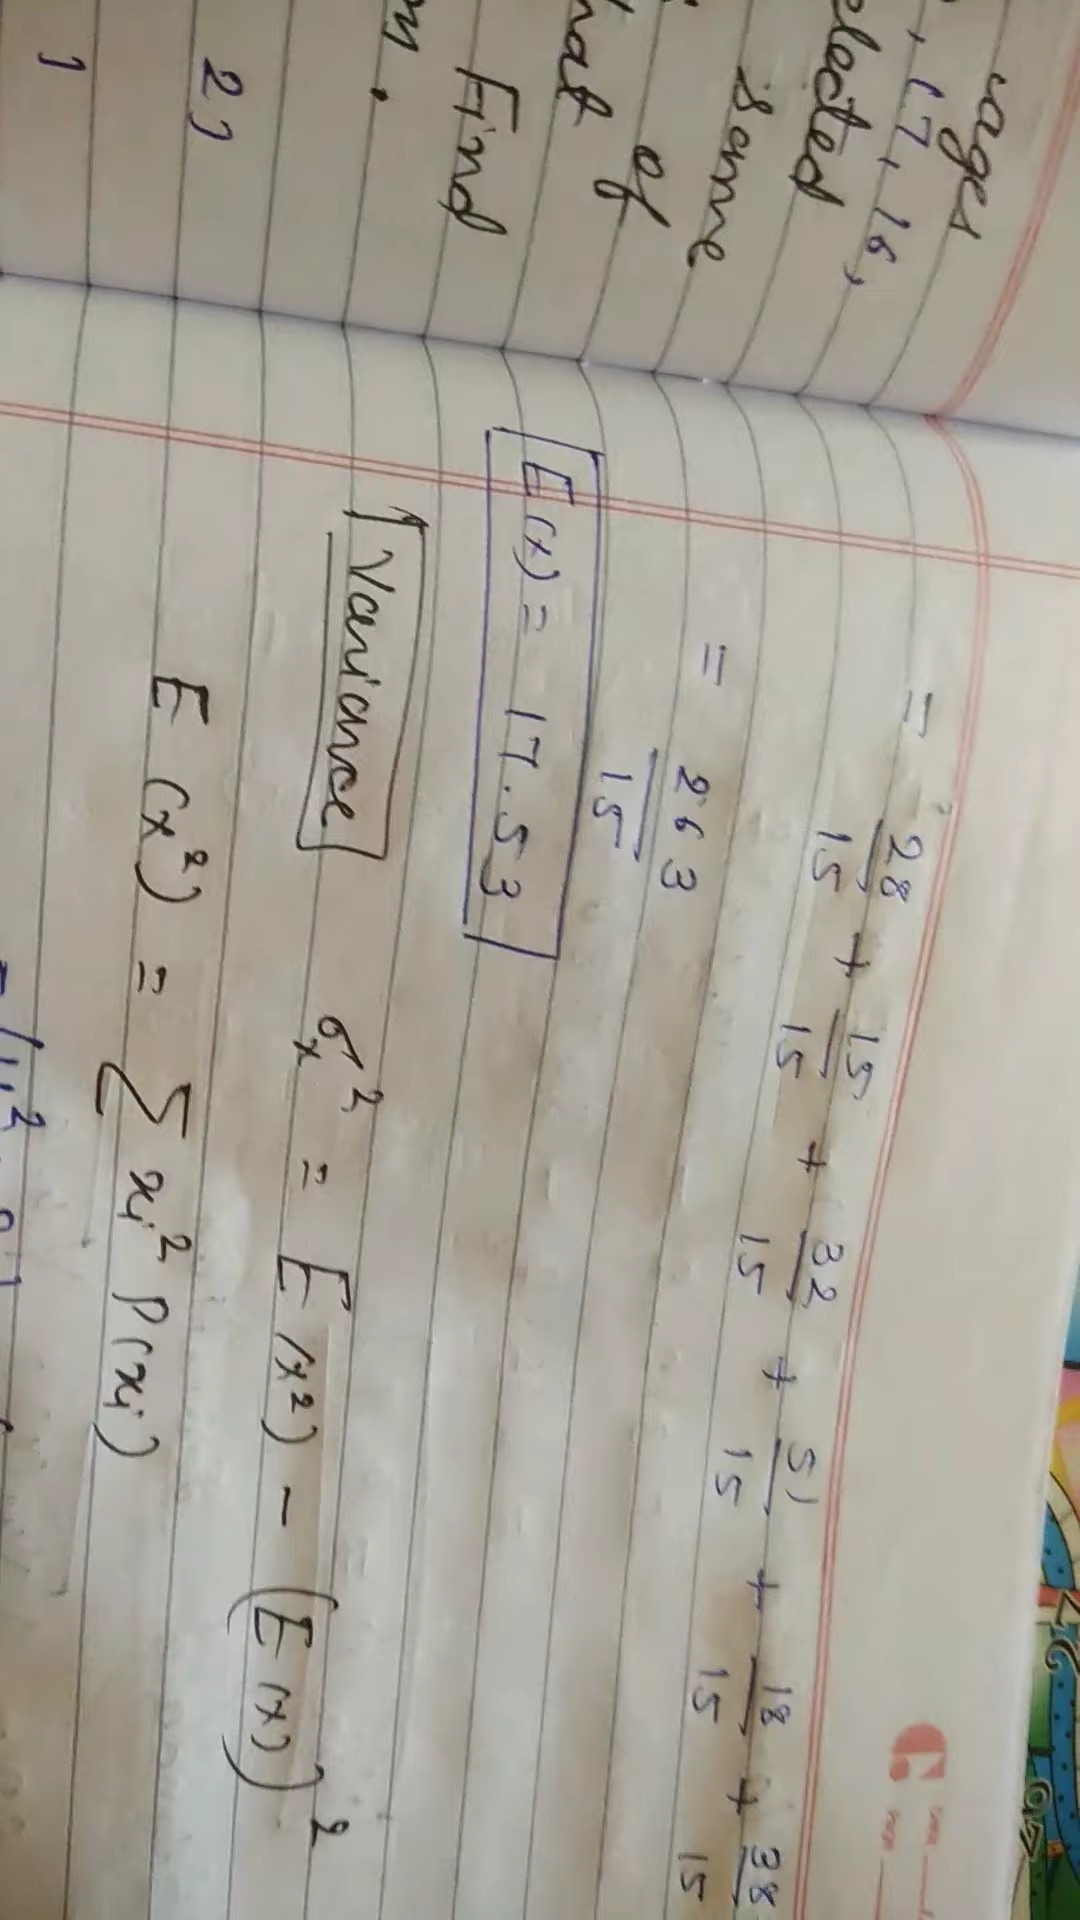 ages
, 17, 16,
elected
some
of
hat
Find
2)
1
= 28/15 + 15/15 + 32/15 + 51/15 + 18/15 + 38/15
= 263/15
E(x) = 17.53
Variance σx² = E(x²) - (E(x))²
E(x²) = Σ xi² P(xi)